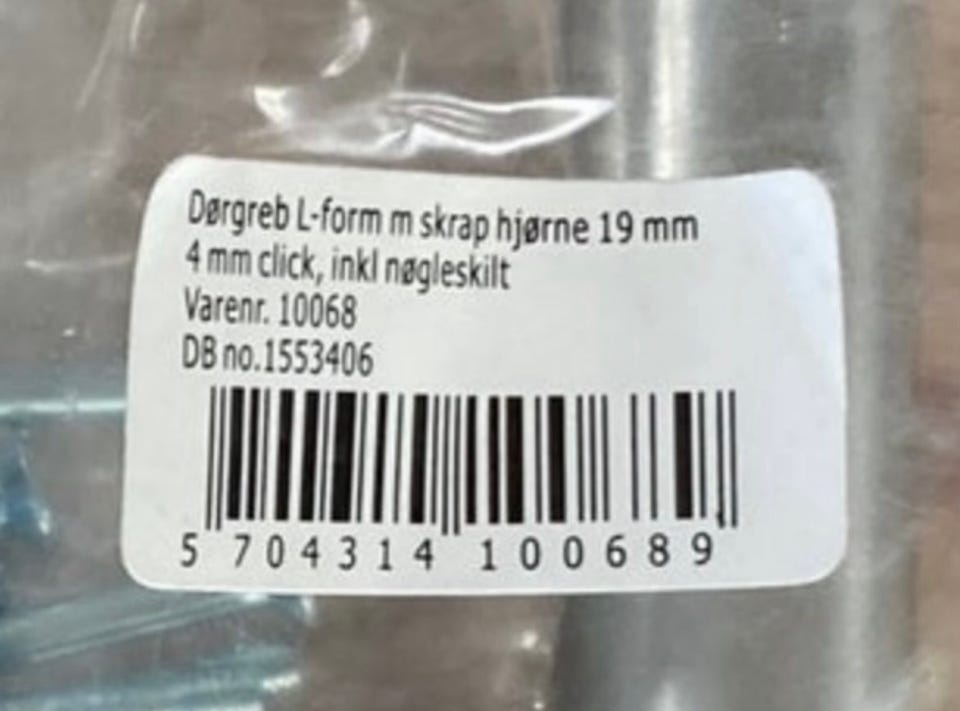 Dørgreb L-form m skrap hjørne 19 mm
4 mm click, inkl nøgleskilt
Varenr. 10068
DB no.1553406
5 704314 100689